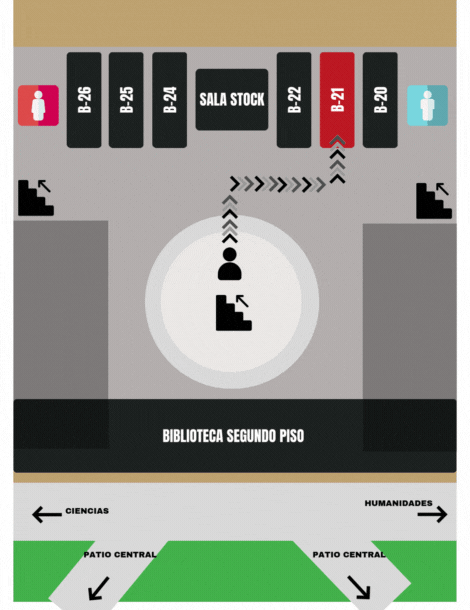 B-26
B-25
B-24
SALA STOCK
B-22
B-21
B-20
BIBLIOTECA SEGUNDO PISO
CIENCIAS
HUMANIDADES
PATIO CENTRAL
PATIO CENTRAL